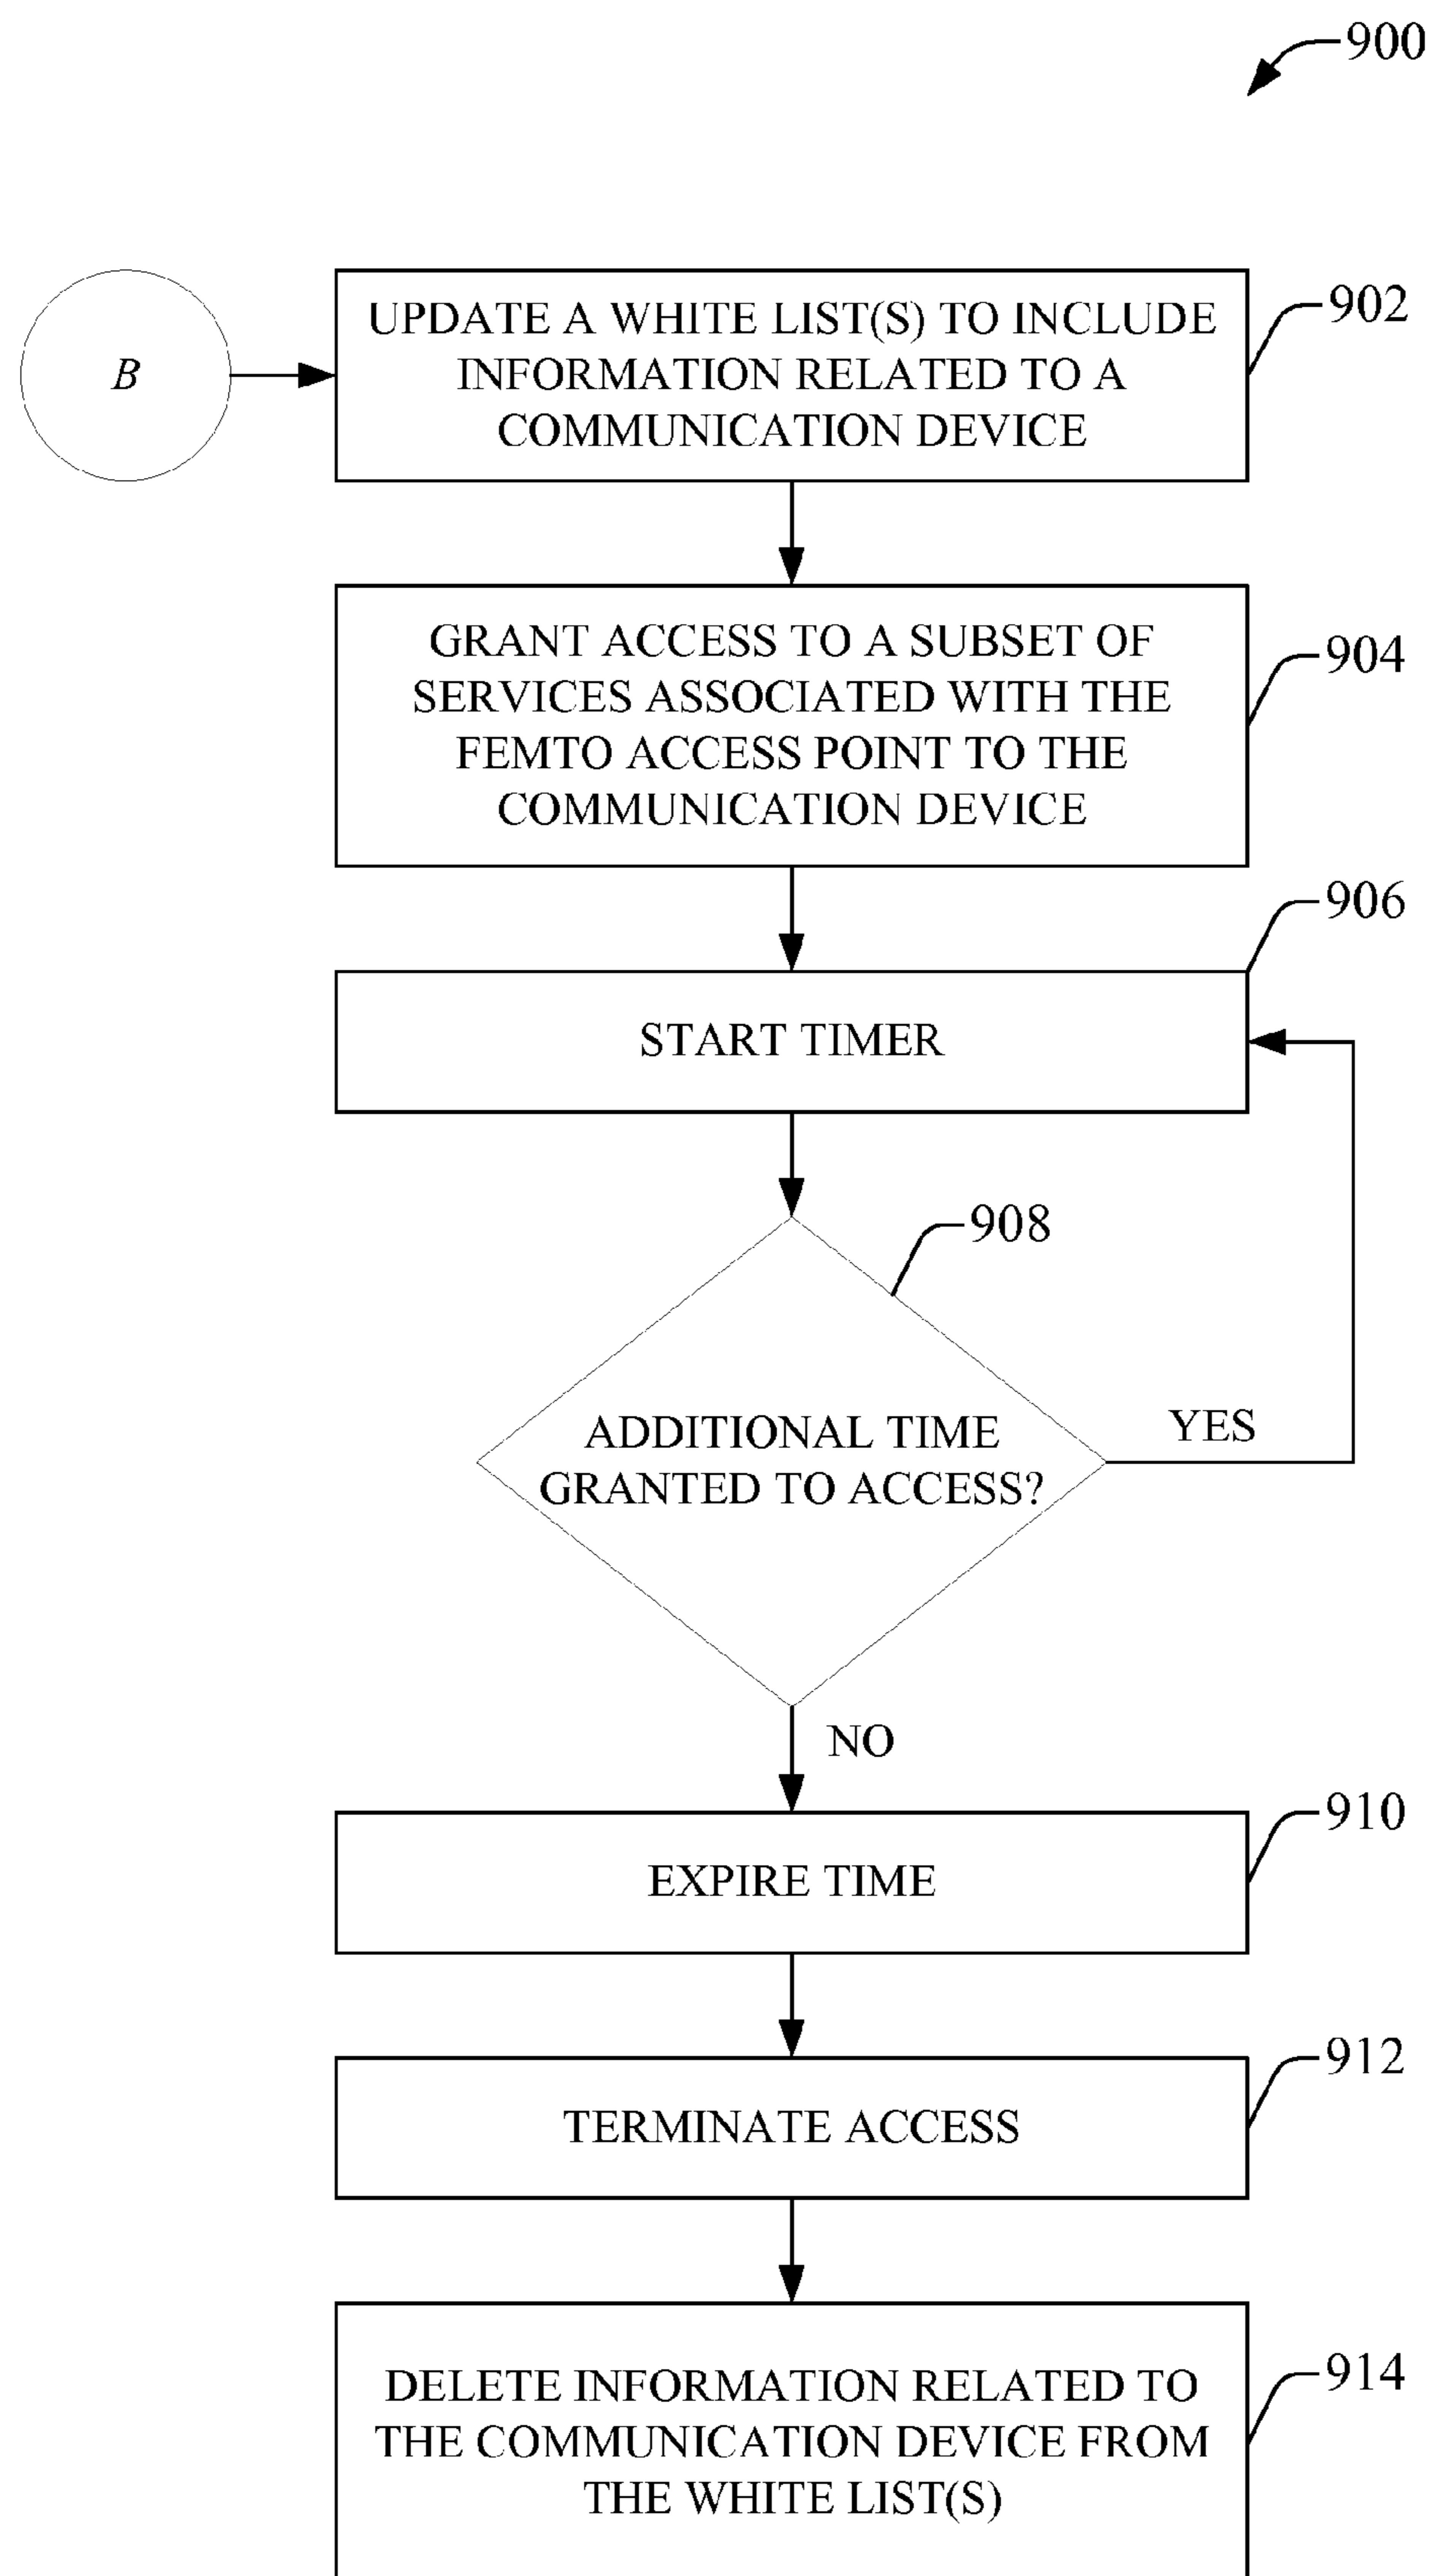 900
B
UPDATE A WHITE LIST(S) TO INCLUDE
INFORMATION RELATED TO A
COMMUNICATION DEVICE
902
GRANT ACCESS TO A SUBSET OF
SERVICES ASSOCIATED WITH THE
FEMTO ACCESS POINT TO THE
COMMUNICATION DEVICE
904
906
START TIMER
908
ADDITIONAL TIME
GRANTED TO ACCESS?
YES
NO
910
EXPIRE TIME
912
TERMINATE ACCESS
914
DELETE INFORMATION RELATED TO
THE COMMUNICATION DEVICE FROM
THE WHITE LIST(S)